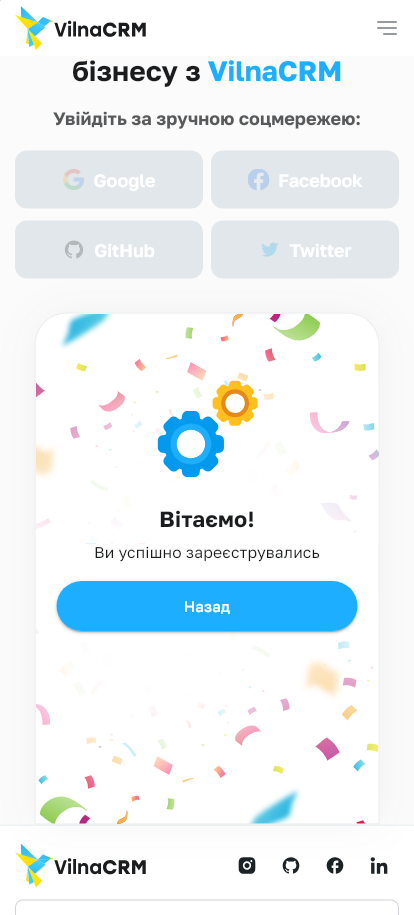 VilnaCRM
бізнесу з VilnaCRM
Увійдіть за зручною соцмережею:
Google
Facebook
GitHub
Twitter
Вітаємо!
Ви успішно зареєструвались
Назад
VilnaCRM